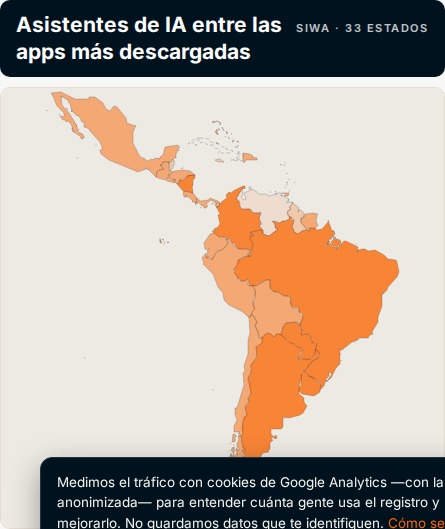 Asistentes de IA entre las
apps más descargadas
SIWA · 33 ESTADOS
Medimos el tráfico con cookies de Google Analytics —con la
anonimizada— para entender cuánta gente usa el registro y
mejorarlo. No guardamos datos que te identifiquen. Cómo se